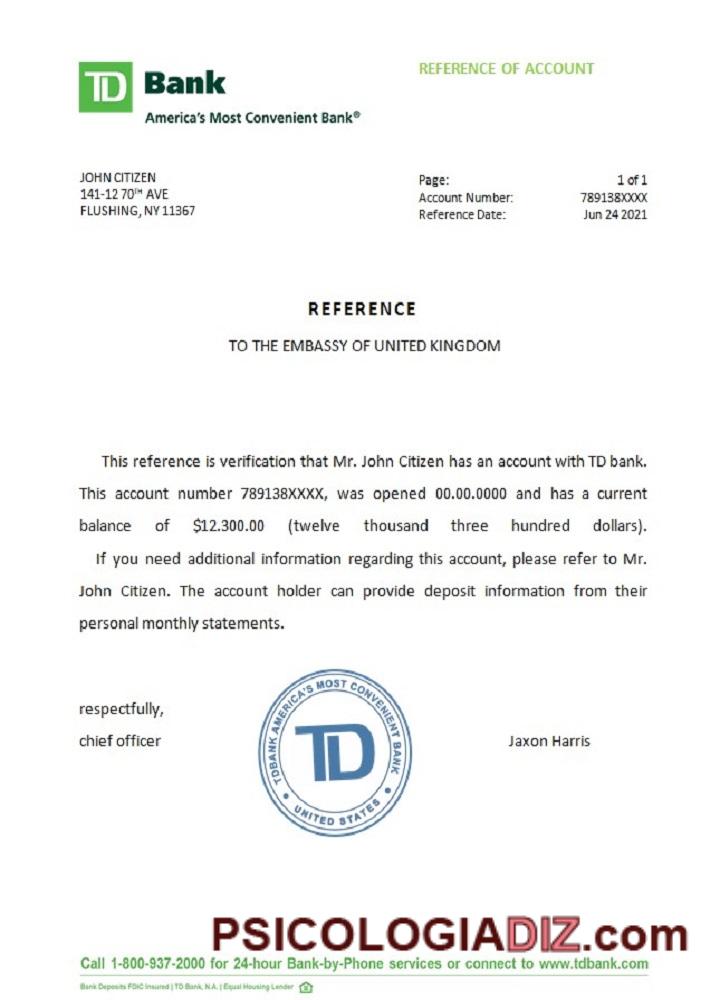 TD Bank
America's Most Convenient Bank®
REFERENCE OF ACCOUNT
JOHN CITIZEN
141-12 70TH AVE
FLUSHING, NY 11367
Page: 1 of 1
Account Number: 789138XXXX
Reference Date: Jun 24 2021
REFERENCE
TO THE EMBASSY OF UNITED KINGDOM
This reference is verification that Mr. John Citizen has an account with TD bank.
This account number 789138XXXX, was opened 00.00.0000 and has a current
balance of $12.300.00 (twelve thousand three hundred dollars).
If you need additional information regarding this account, please refer to Mr.
John Citizen. The account holder can provide deposit information from their
personal monthly statements.
respectfully,
chief officer
TDBANK AMERICA'S MOST CONVENIENT BANK
TD
UNITED STATES
Jaxon Harris
PSICOLOGIADIZ.com
Call 1-800-937-2000 for 24-hour Bank-by-Phone services or connect to www.tdbank.com
Bank Deposits FDIC Insured | TD Bank, N.A. | Equal Housing Lender